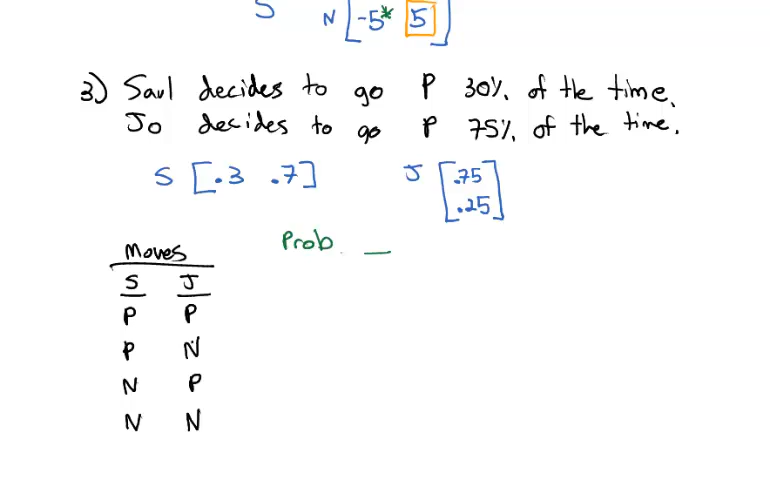 S N [-5* 5]
3) Saul decides to go P 30% of the time.
Jo decides to go P 75% of the time.
S [.3 .7] J [.75
.25]
Moves Prob.
S J
P P
P N
N P
N N